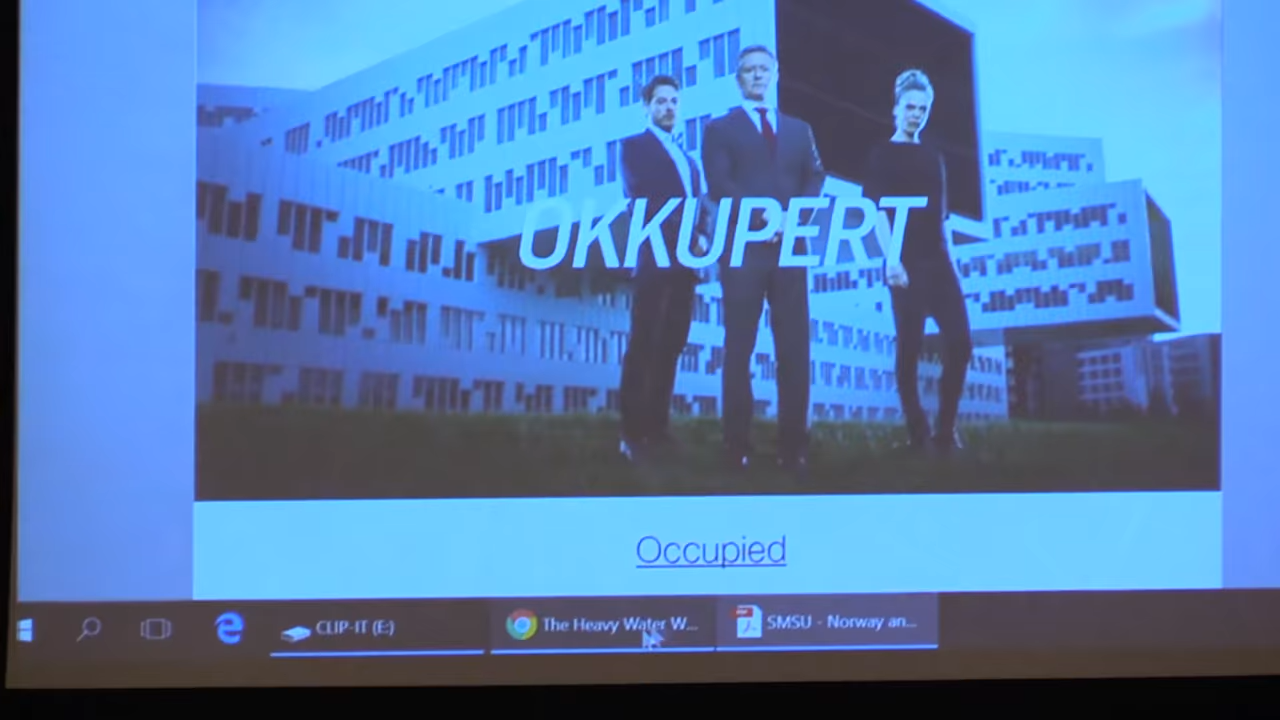 OKKUPERT
Occupied
CLIP-IT (E:)
The Heavy Water W...
SMSU - Norway an...